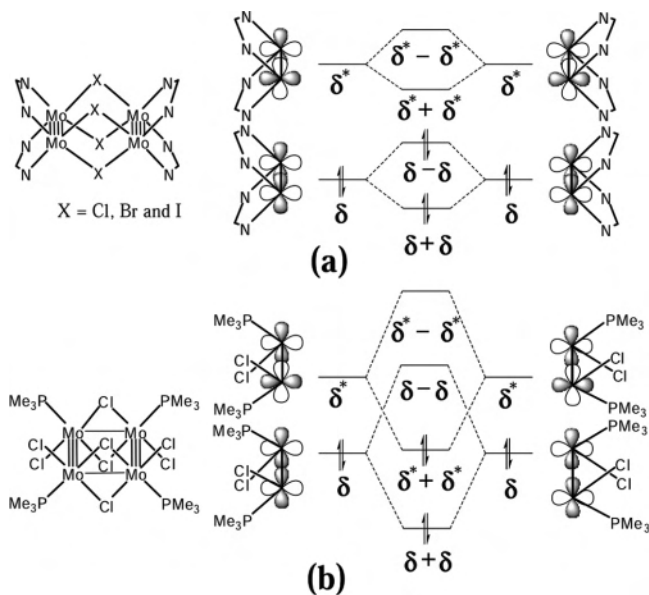 N N
N Mo X Mo N
N X N
N Mo Mo N
N X N
X = Cl, Br and I
N N
N δ* − δ* N
δ* δ*
N δ* + δ* N
N N
N N
N δ − δ N
δ δ
N δ + δ N
N N
(a)
Me3P PMe3
Cl δ* − δ* Cl
Cl Cl
δ* δ*
Me3P δ − δ PMe3
Me3P PMe3
Cl δ* + δ* Cl
Cl Cl
δ δ
Me3P δ + δ PMe3
Me3P Cl PMe3
Cl Mo Mo Cl
Cl Cl Cl
Cl Mo Cl Mo Cl
Me3P Cl PMe3
(b)